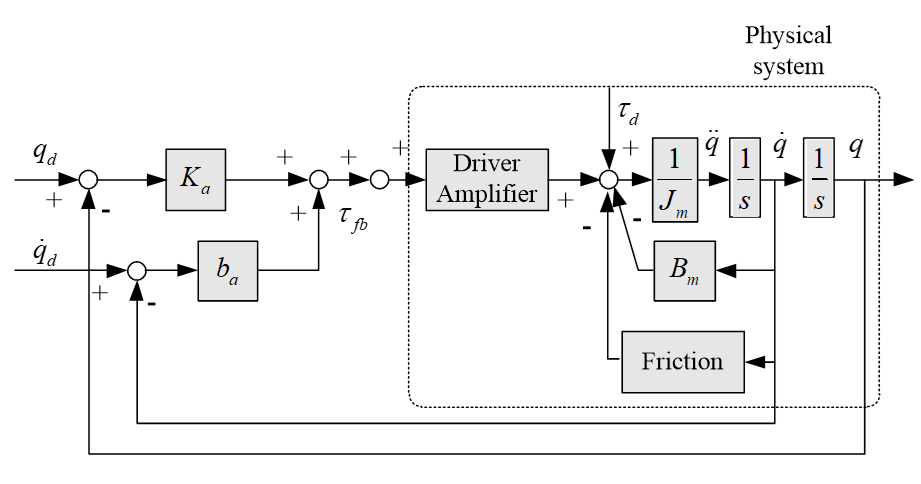 Physical
system
τ_d
q_d
+
-
K_a
+
+
+
+
τ_fb
Driver
Amplifier
+
+
-
-
1/J_m
q̈
1/s
q̇
1/s
q
q̇_d
+
-
b_a
B_m
Friction